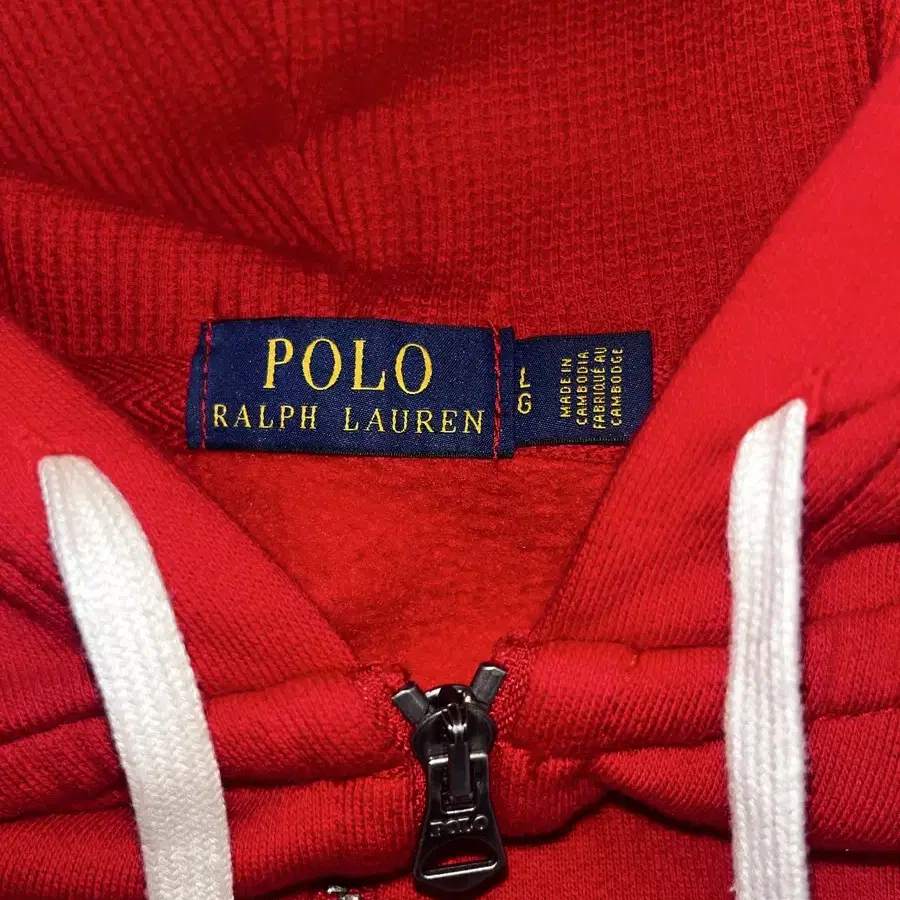 POLO
RALPH LAUREN
L
G
MADE IN
CAMBODIA
FABRIQUÉ AU
CAMBODGE
POLO